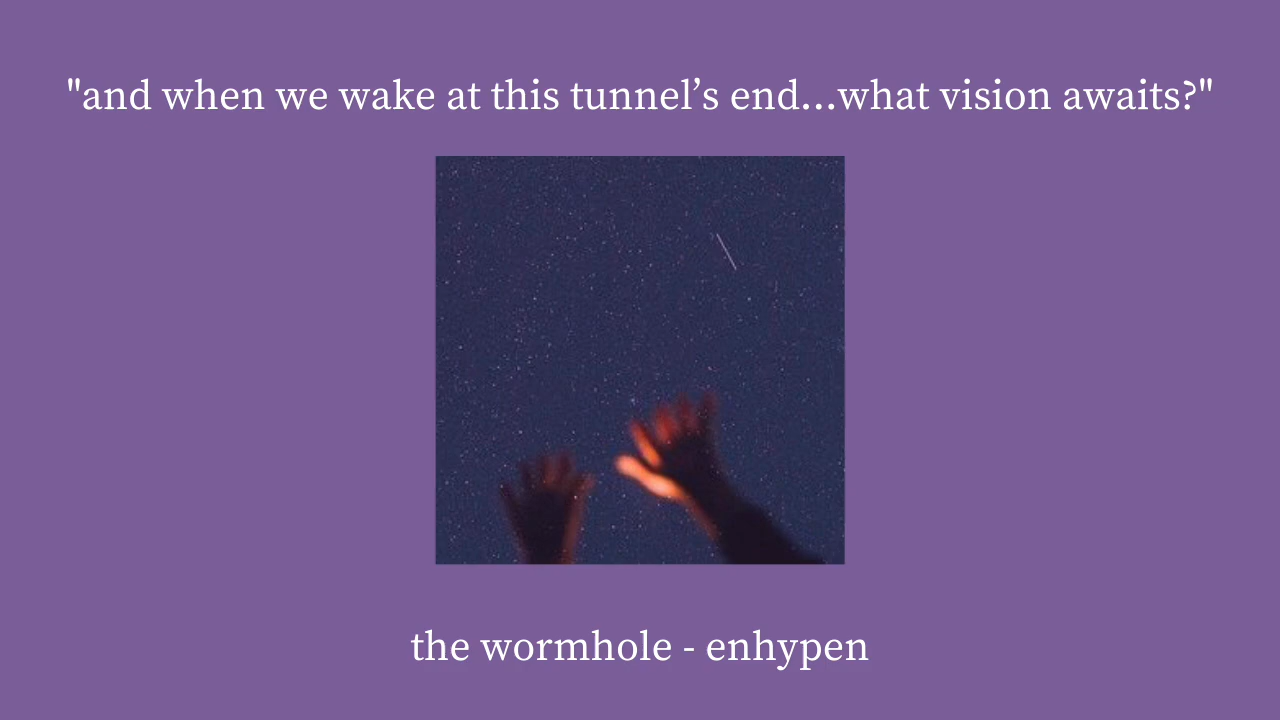 "and when we wake at this tunnel’s end...what vision awaits?"
the wormhole - enhypen